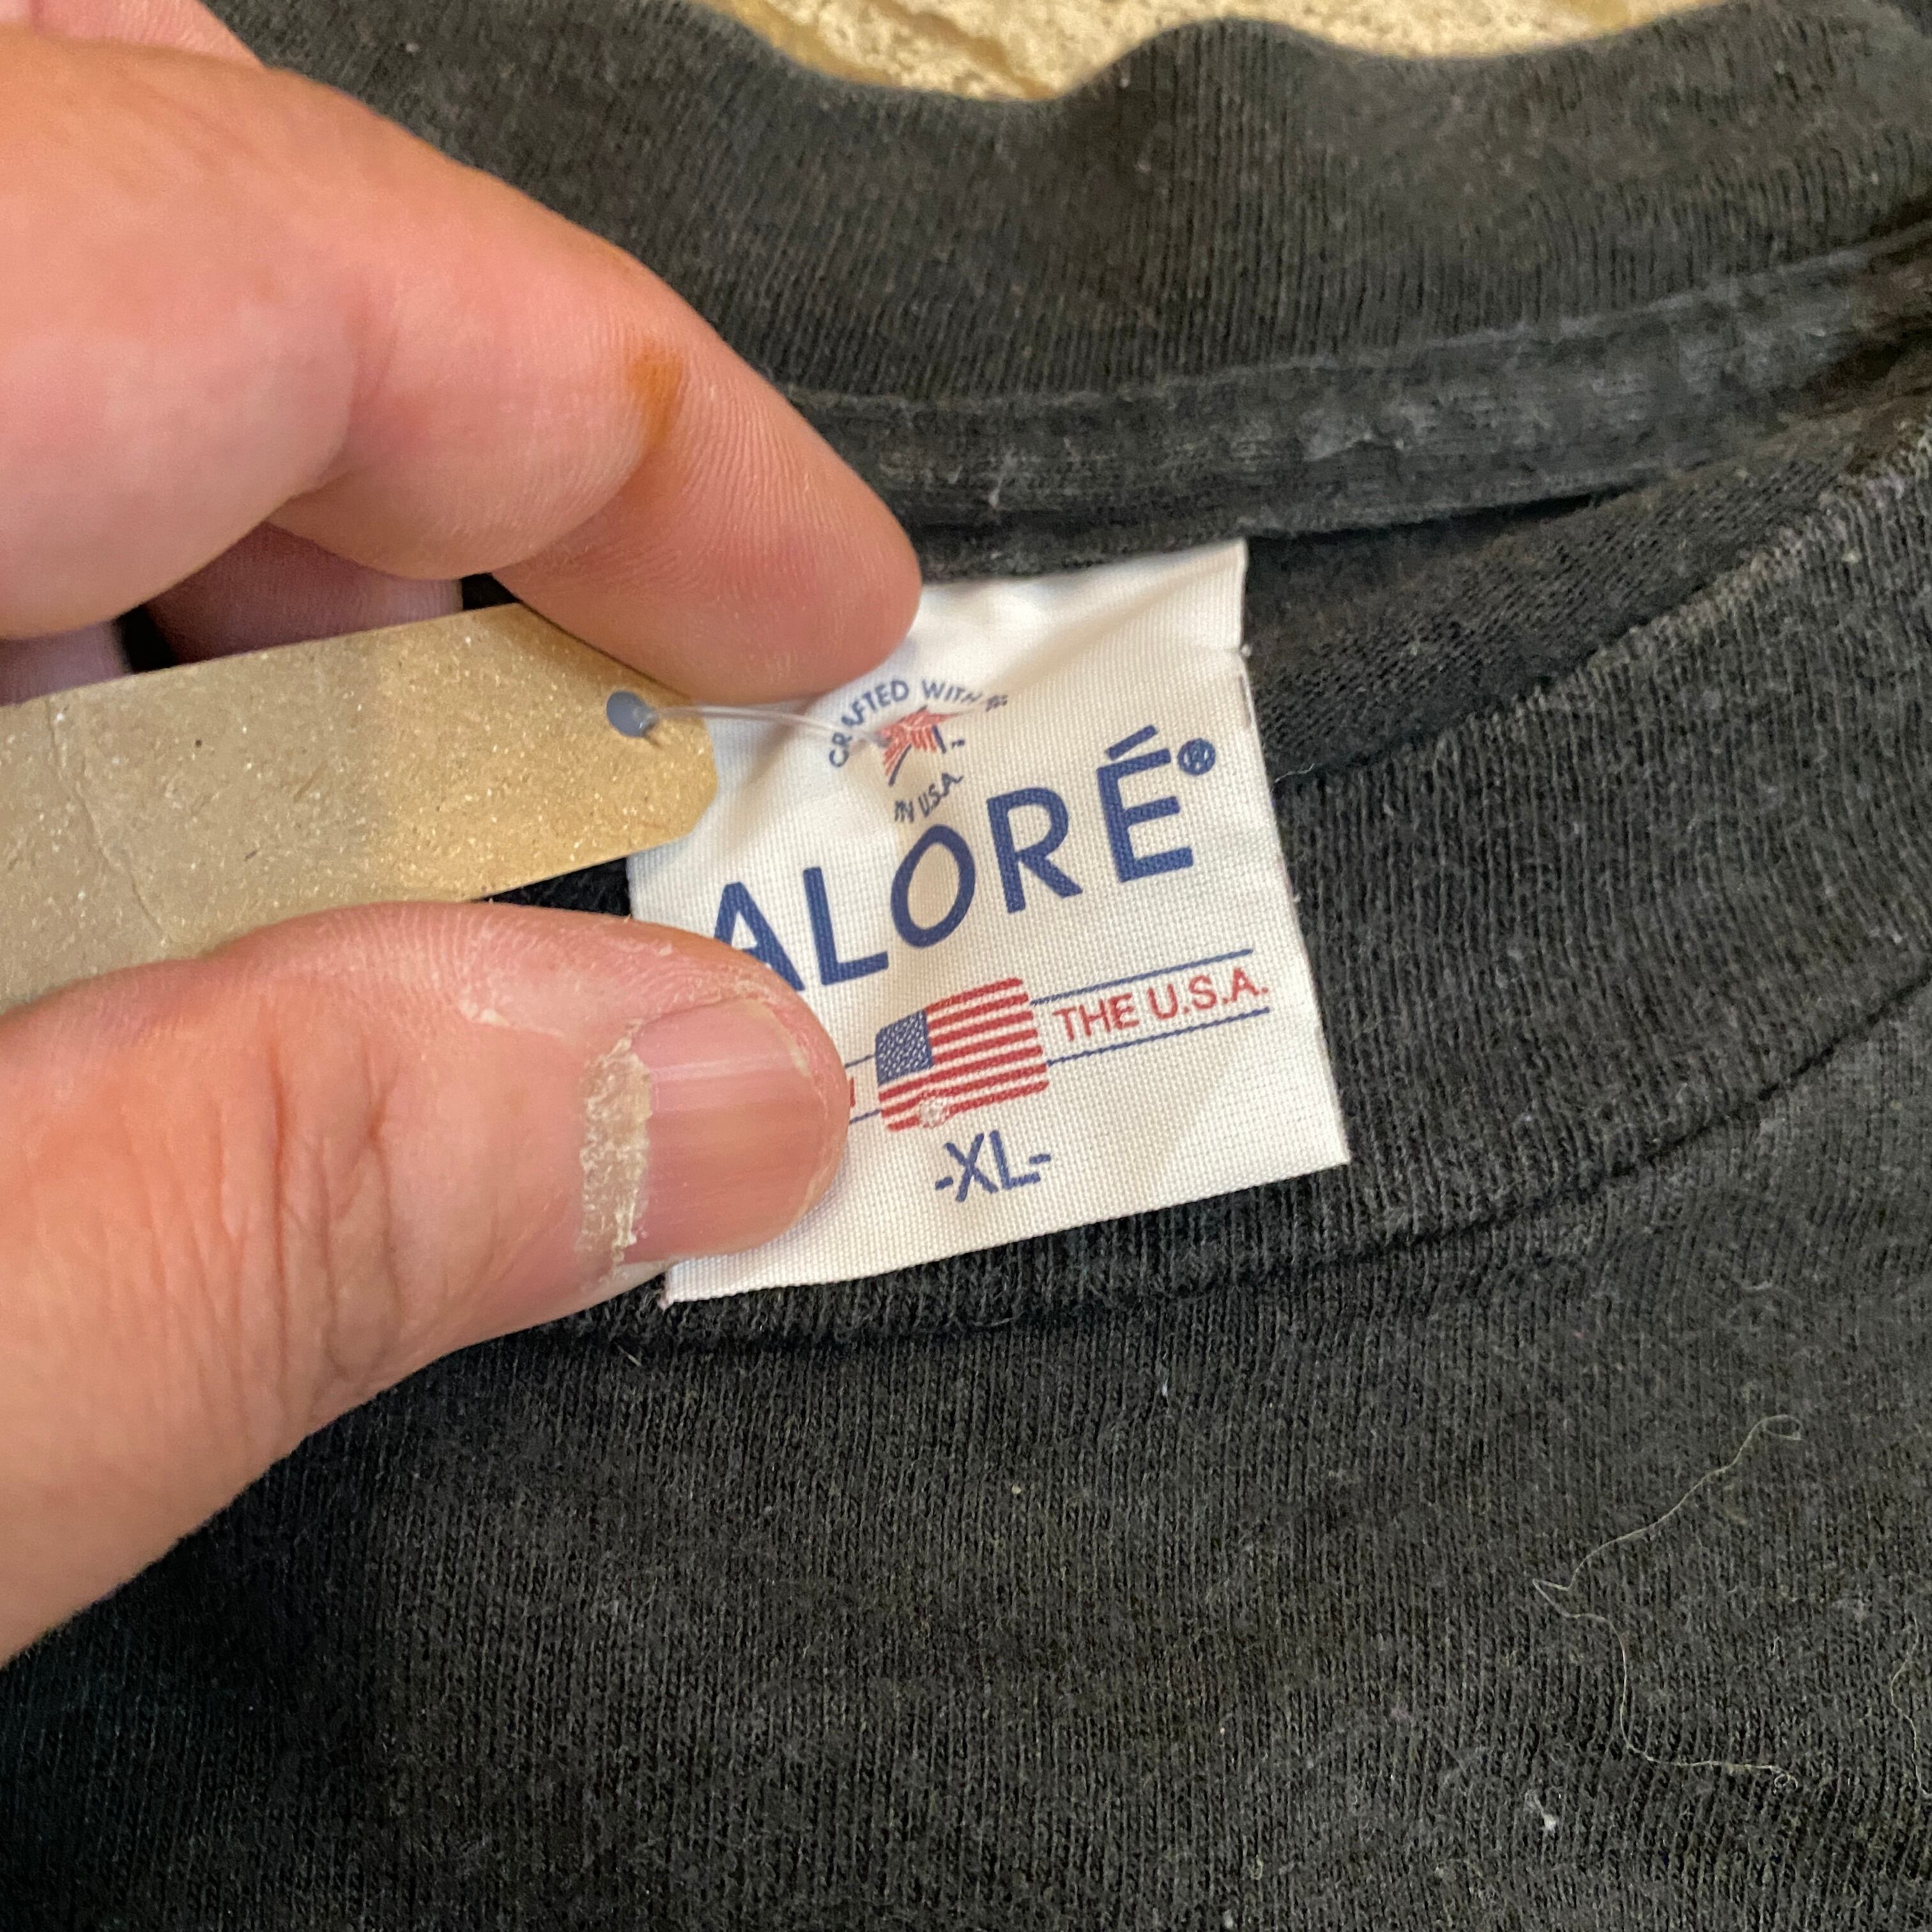 CRAFTED WITH
IN U.S.A.
ALORÉ®
THE U.S.A.
-XL-